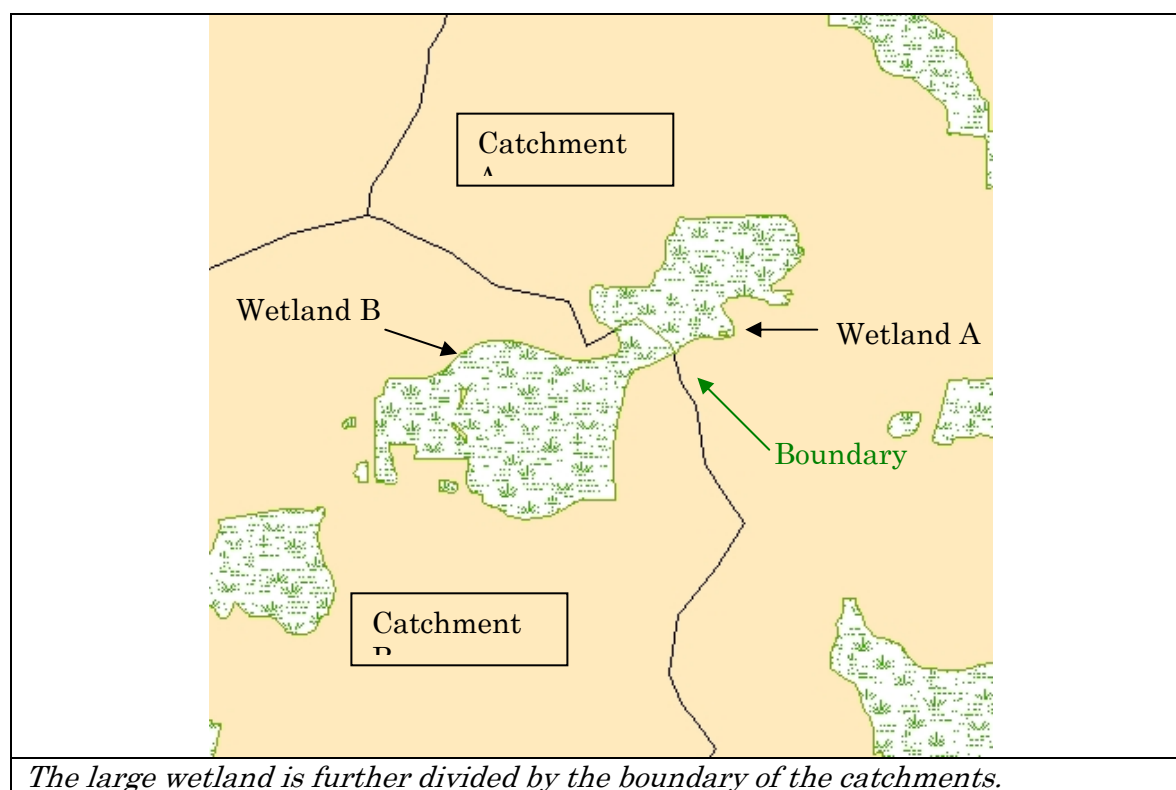 Catchment
Wetland B
Wetland A
Boundary
Catchment
The large wetland is further divided by the boundary of the catchments.